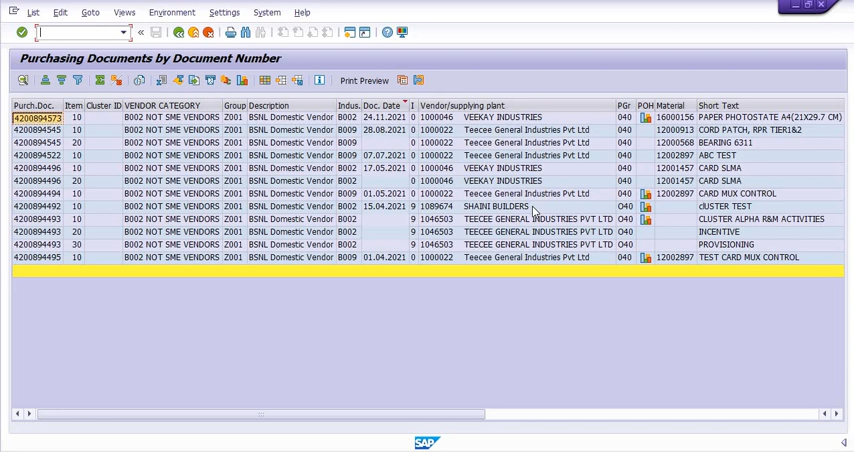 List Edit Goto Views Environment Settings System Help
Purchasing Documents by Document Number
Print Preview
Purch.Doc. Item Cluster ID VENDOR CATEGORY Group Description Indus. Doc. Date I Vendor/supplying plant PGr POH Material Short Text
4200894573 10 B002 NOT SME VENDORS Z001 BSNL Domestic Vendor B002 24.11.2021 0 1000046 VEEKAY INDUSTRIES 040 16000156 PAPER PHOTOSTATE A4(21X29.7 CM)
4200894545 10 B002 NOT SME VENDORS Z001 BSNL Domestic Vendor B009 28.08.2021 0 1000022 Teecee General Industries Pvt Ltd 040 12000913 CORD PATCH, RPR TIER1&2
4200894545 20 B002 NOT SME VENDORS Z001 BSNL Domestic Vendor B009 0 1000022 Teecee General Industries Pvt Ltd 040 12000568 BEARING 6311
4200894522 10 B002 NOT SME VENDORS Z001 BSNL Domestic Vendor B009 07.07.2021 0 1000022 Teecee General Industries Pvt Ltd 040 12002897 ABC TEST
4200894496 10 B002 NOT SME VENDORS Z001 BSNL Domestic Vendor B002 17.05.2021 0 1000046 VEEKAY INDUSTRIES 040 12001457 CARD SLMA
4200894496 20 B002 NOT SME VENDORS Z001 BSNL Domestic Vendor B002 0 1000046 VEEKAY INDUSTRIES 040 12001457 CARD SLMA
4200894494 10 B002 NOT SME VENDORS Z001 BSNL Domestic Vendor B009 01.05.2021 0 1000022 Teecee General Industries Pvt Ltd 040 12002897 CARD MUX CONTROL
4200894492 10 B002 NOT SME VENDORS Z001 BSNL Domestic Vendor B002 15.04.2021 9 1089674 SHAINI BUILDERS O40 clUSTER TEST
4200894493 10 B002 NOT SME VENDORS Z001 BSNL Domestic Vendor B002 9 1046503 TEECEE GENERAL INDUSTRIES PVT LTD O40 CLUSTER ALPHA R&M ACTIVITIES
4200894493 20 B002 NOT SME VENDORS Z001 BSNL Domestic Vendor B002 9 1046503 TEECEE GENERAL INDUSTRIES PVT LTD O40 INCENTIVE
4200894493 30 B002 NOT SME VENDORS Z001 BSNL Domestic Vendor B002 9 1046503 TEECEE GENERAL INDUSTRIES PVT LTD O40 PROVISIONING
4200894495 10 B002 NOT SME VENDORS Z001 BSNL Domestic Vendor B009 01.04.2021 0 1000022 Teecee General Industries Pvt Ltd 040 12002897 TEST CARD MUX CONTROL
SAP